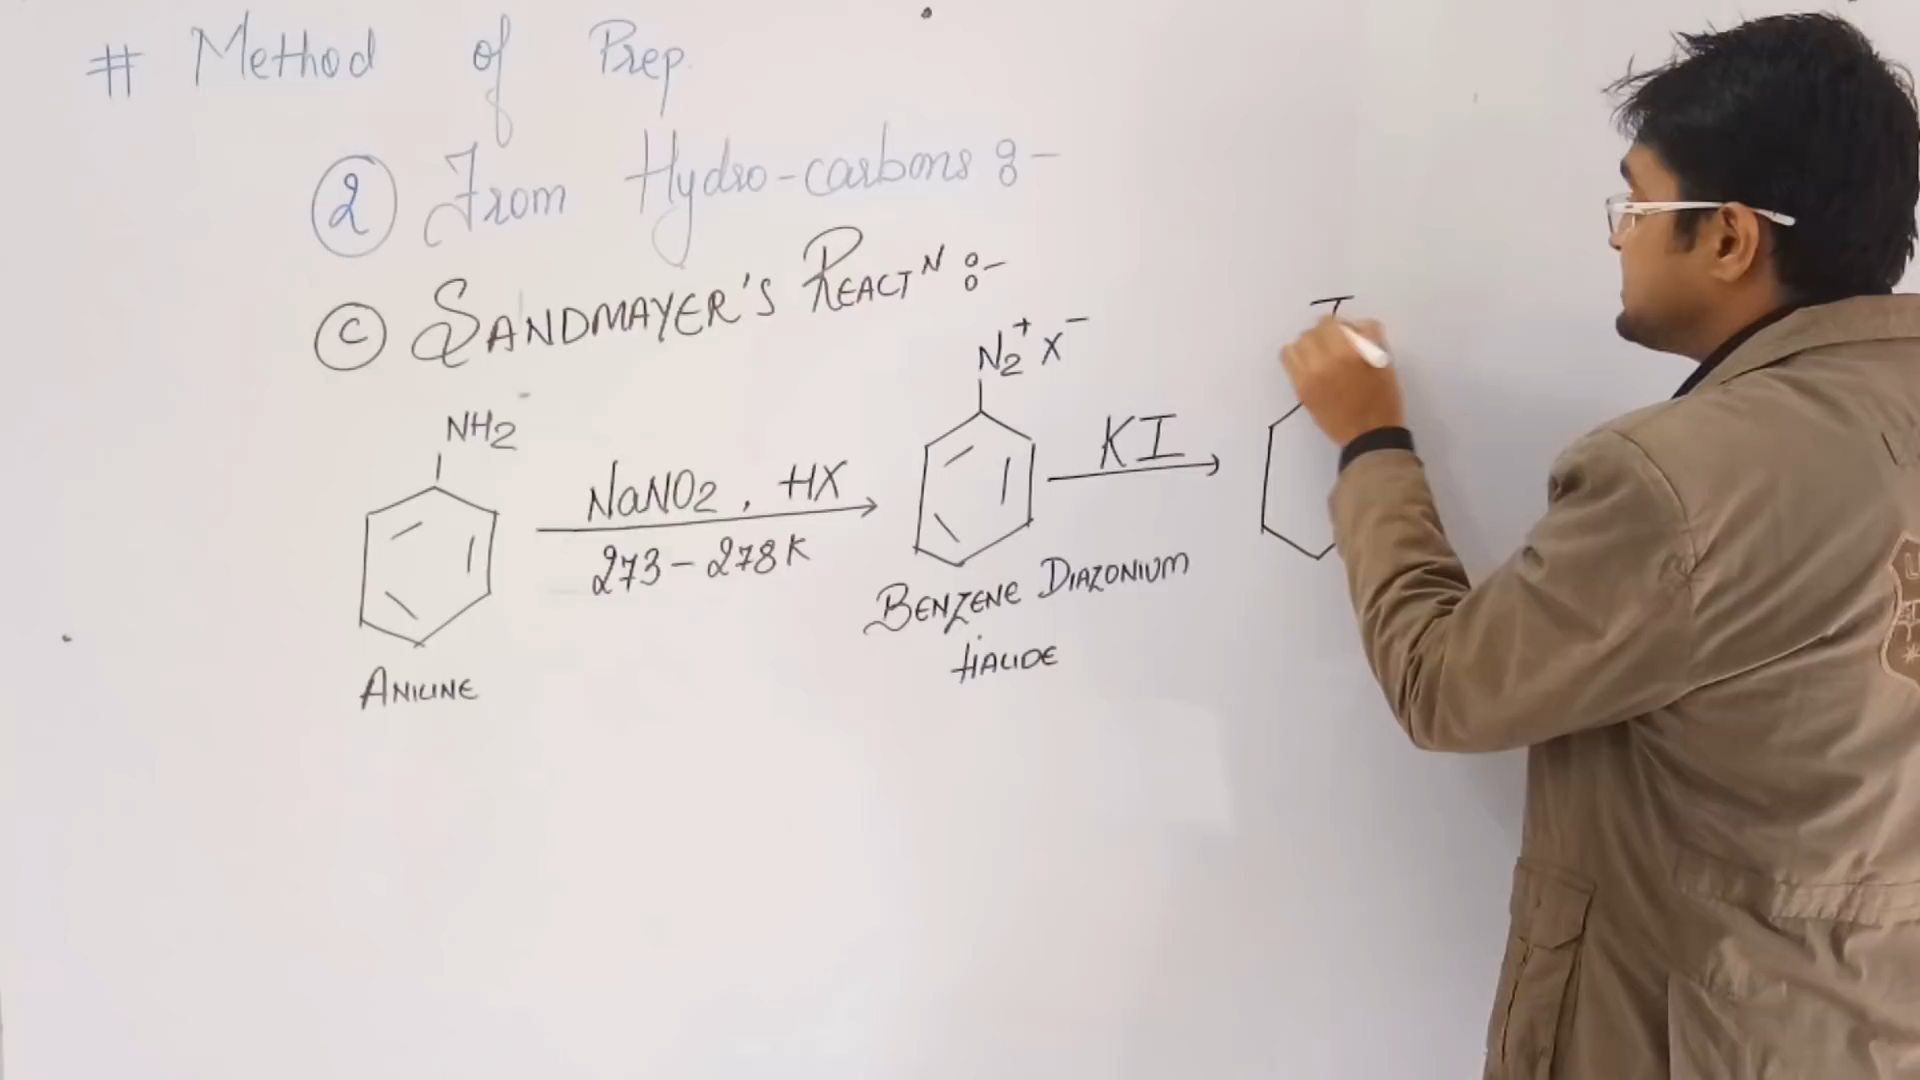 # Method of Prep.
② From Hydro-carbons :-
Ⓒ SANDMAYER'S REACTᴺ :-
NH2
NaNO2, HX
273-278K
ANILINE
N2⁺X⁻
BENZENE DIAZONIUM
HALIDE
KI
I